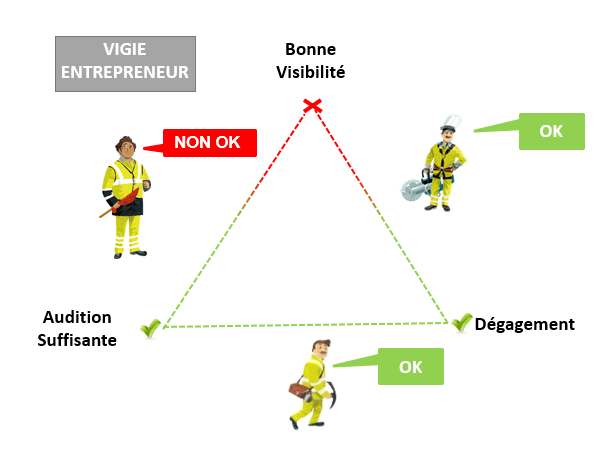 VIGIE
ENTREPRENEUR
Bonne
Visibilité
NON OK
OK
Audition
Suffisante
Dégagement
OK